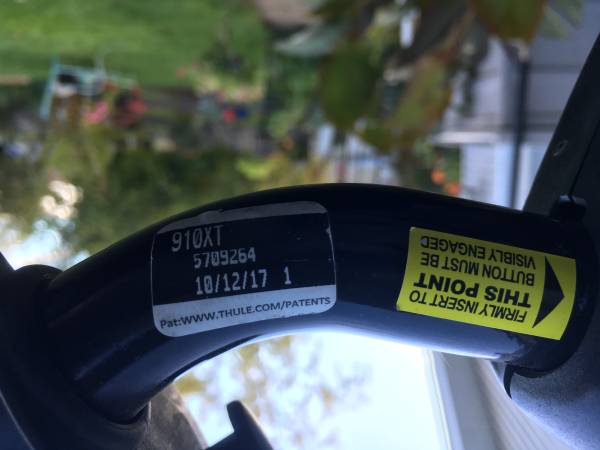 910XT
5709264
10/12/17 1
Pat:WWW.THULE.COM/PATENTS
FIRMLY INSERT TO
THIS POINT
BUTTON MUST BE
VISIBLY ENGAGED